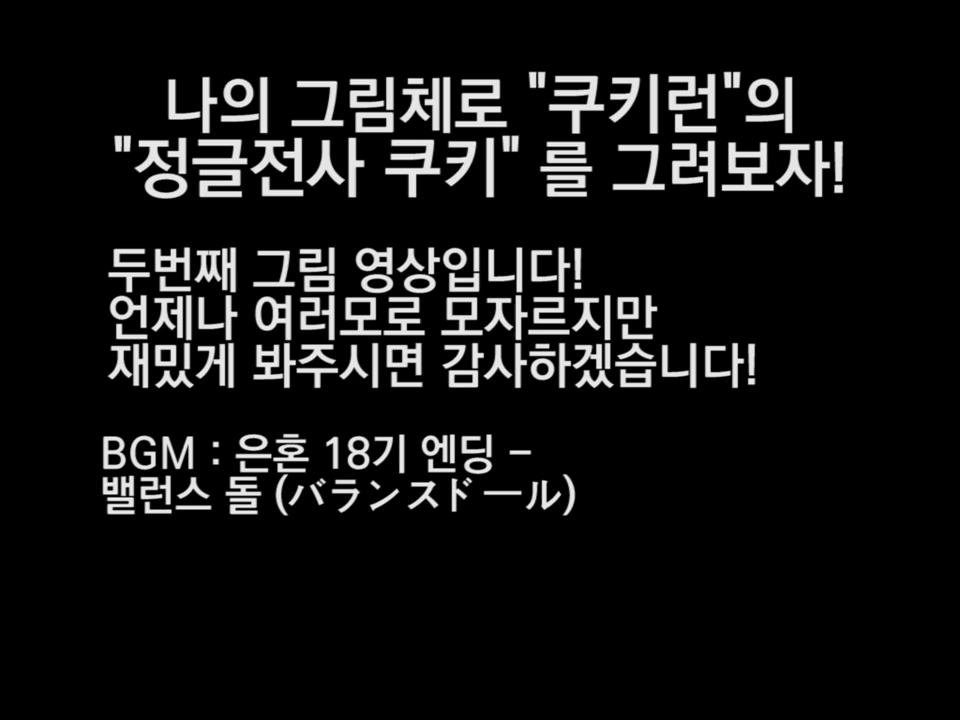 나의 그림체로 "쿠키런"의
"정글전사 쿠키" 를 그려보자!
두번째 그림 영상입니다!
언제나 여러모로 모자르지만
재밌게 봐주시면 감사하겠습니다!
BGM : 은혼 18기 엔딩 -
밸런스 돌 (バランスドール)